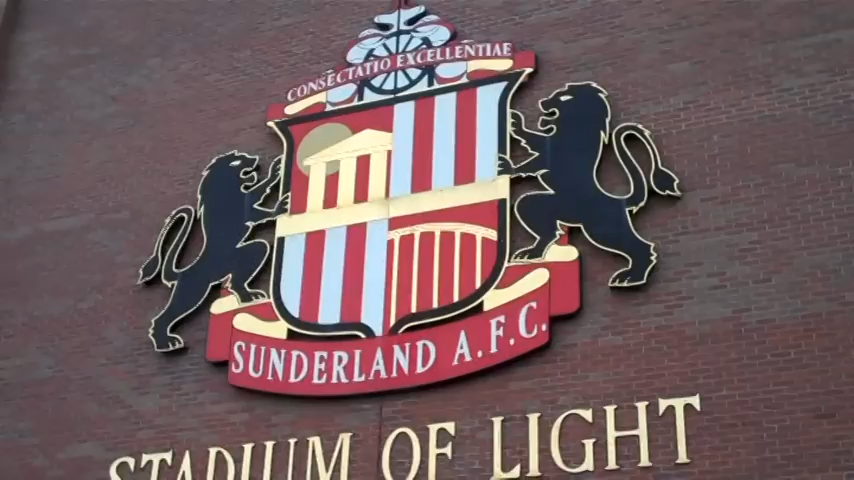 CONSECTATIO EXCELLENTIAE
SUNDERLAND A.F.C.
STADIUM OF LIGHT